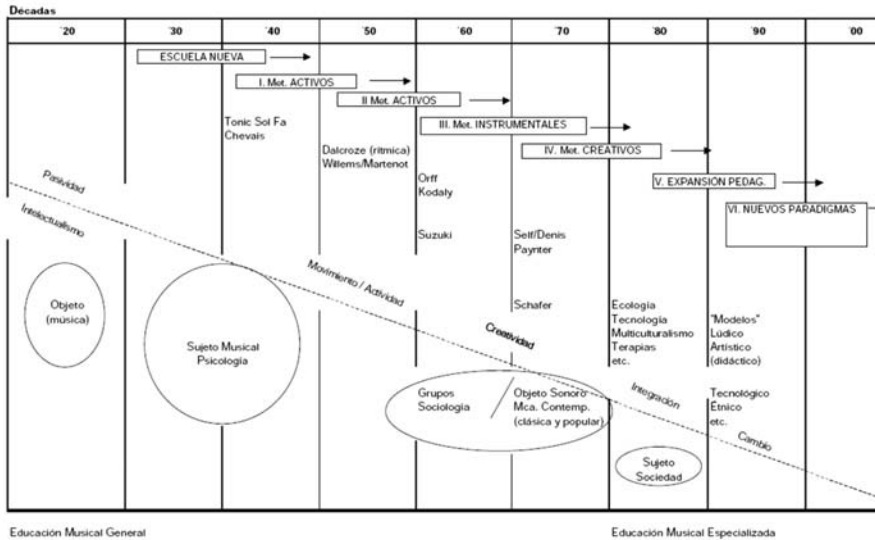 Décadas
´20 ´30 ´40 ´50 ´60 ´70 ´80 ´90 ´00
ESCUELA NUEVA
I. Met. ACTIVOS
II Met. ACTIVOS
III. Met. INSTRUMENTALES
IV. Met. CREATIVOS
V. EXPANSIÓN PEDAG.
VI. NUEVOS PARADIGMAS
Tonic Sol Fa
Chevais
Dalcroze (rítmica)
Willems/Martenot
Orff
Kodaly
Suzuki
Self/Denis
Paynter
Schafer
Ecología
Tecnología
Multiculturalismo
Terapias
etc.
"Modelos"
Lúdico
Artístico
(didáctico)
Tecnológico
Étnico
etc.
Pasividad
Intelectualismo
Movimiento / Actividad
Creatividad
Integración
Cambio
Objeto
(música)
Sujeto Musical
Psicología
Grupos
Sociología
Objeto Sonoro
Mca. Contemp.
(clásica y popular)
Sujeto
Sociedad
Educación Musical General
Educación Musical Especializada